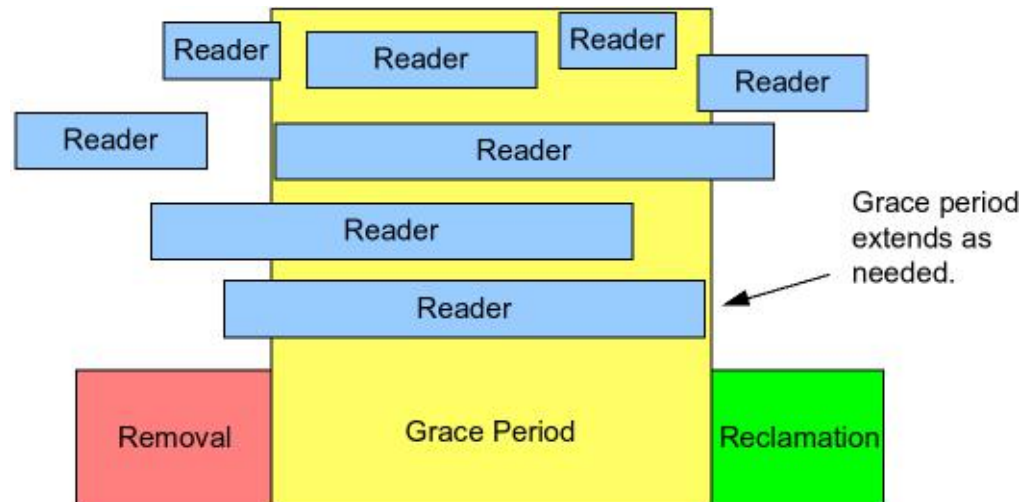 Reader
Reader
Reader
Reader
Reader
Reader
Reader
Reader
Grace period
extends as
needed.
Removal
Grace Period
Reclamation